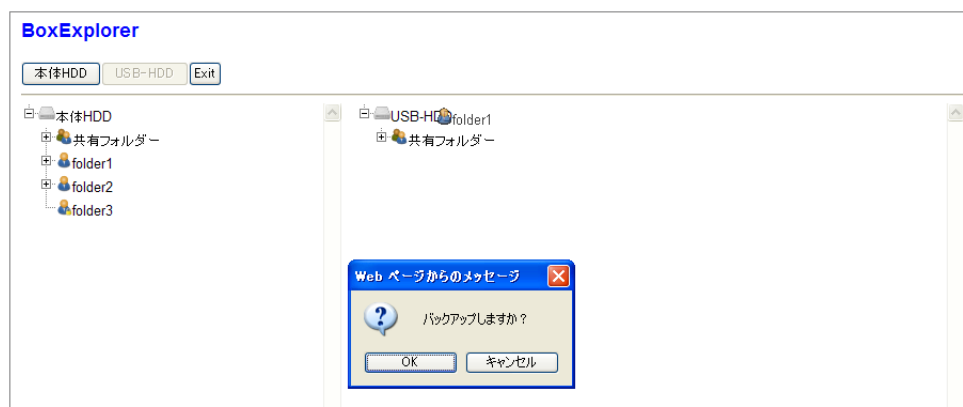 BoxExplorer
本体HDD USB-HDD Exit
本体HDD
共有フォルダー
folder1
folder2
folder3
USB-HDD folder1
共有フォルダー
Web ページからのメッセージ
バックアップしますか?
OK キャンセル